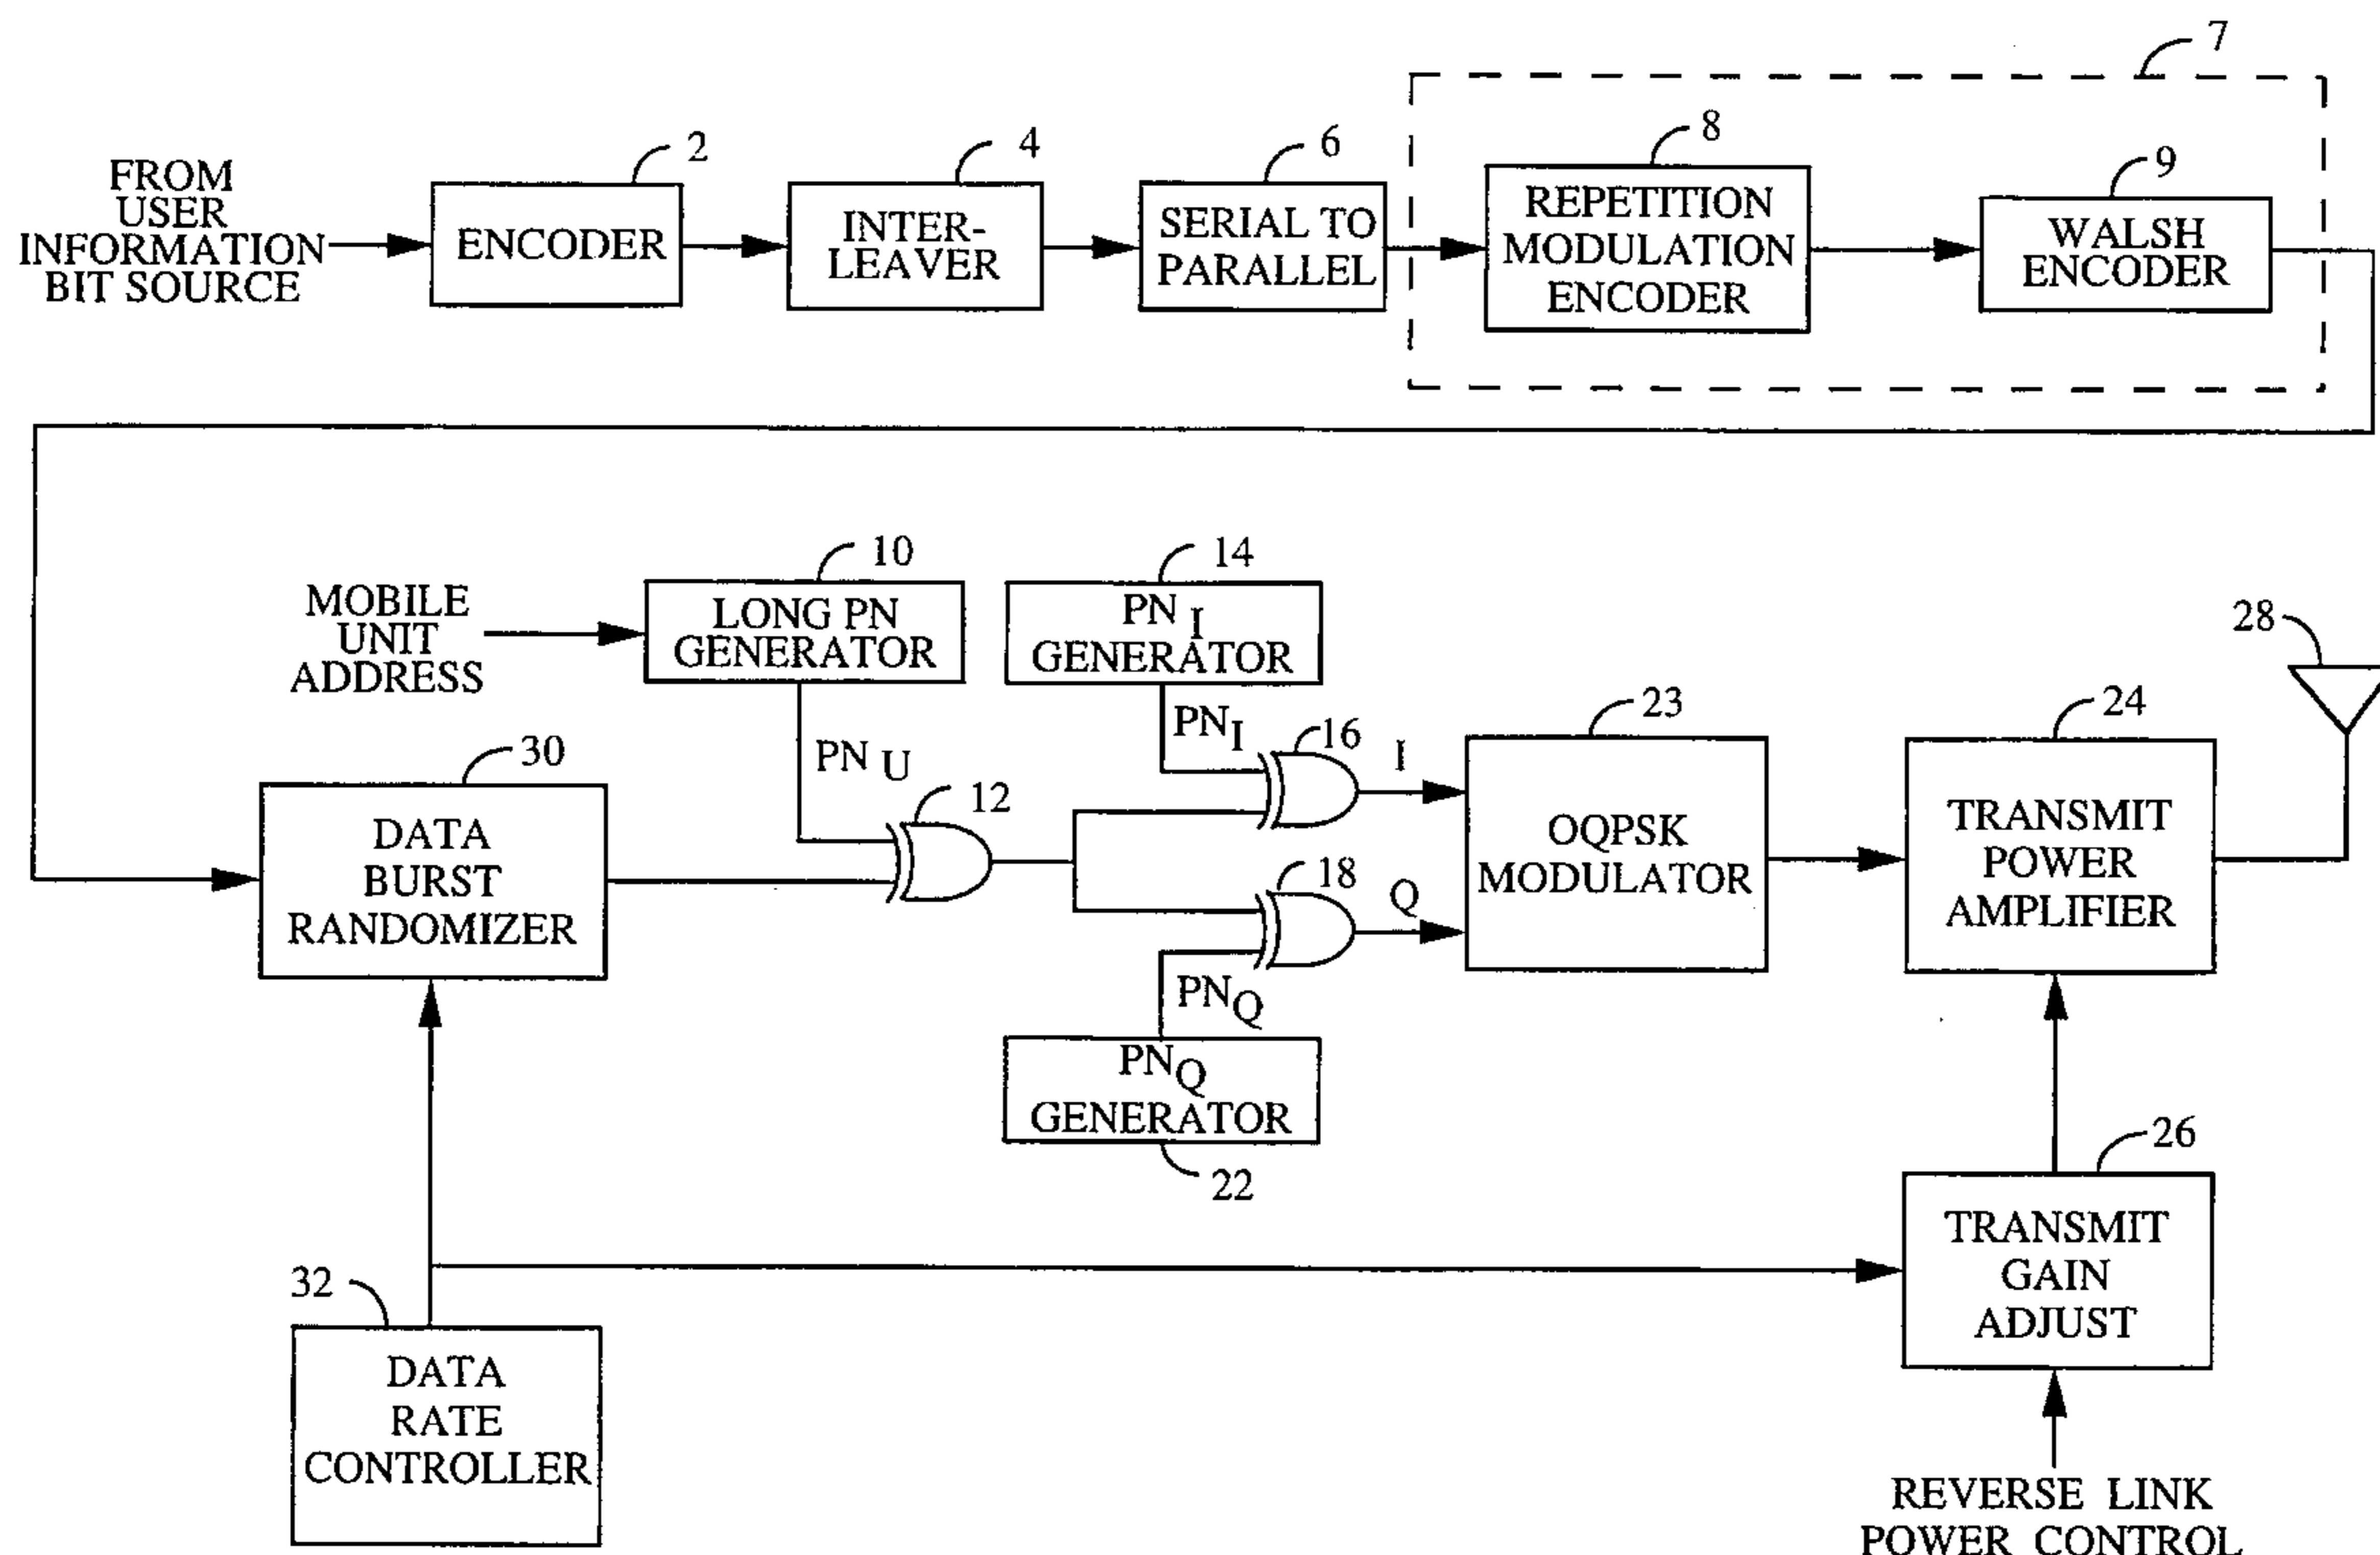 7
2
4
6
8
9
FROM
USER
INFORMATION
BIT SOURCE
ENCODER
INTER-
LEAVER
SERIAL TO
PARALLEL
REPETITION
MODULATION
ENCODER
WALSH
ENCODER
10
14
MOBILE
UNIT
ADDRESS
LONG PN
GENERATOR
PN I
GENERATOR
28
PN U
PNI
16
I
23
24
30
12
DATA
BURST
RANDOMIZER
18
Q
OQPSK
MODULATOR
TRANSMIT
POWER
AMPLIFIER
PNQ
PNQ
GENERATOR
22
26
TRANSMIT
GAIN
ADJUST
32
DATA
RATE
CONTROLLER
REVERSE LINK
POWER CONTROL